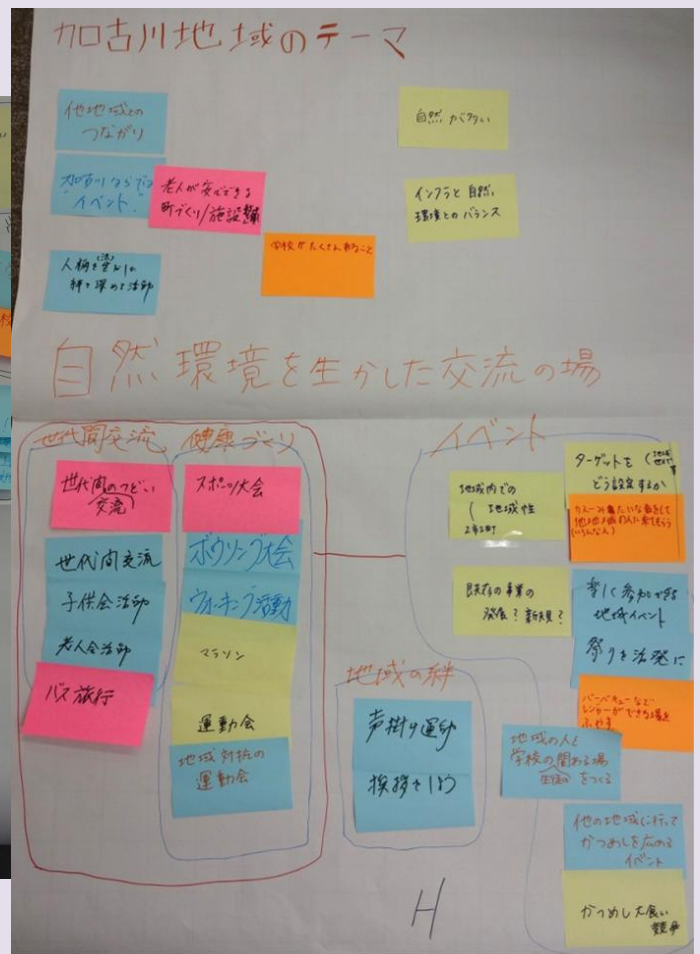 加古川地域のテーマ
他地域との
つながり
加古川ならでは
"イベント"
老人が安心できる
町づくり/施設
人柄を
絆を深める活動
学校がたくさんあること
自然が多い
インフラと自然、
環境とのバランス
自然環境を生かした交流の場
世代間交流
世代間のつどい
交流
世代間交流
子供会活動
老人会活動
バス旅行
健康づくり
スポーツ大会
ボウリング大会
ウォーキング活動
マラソン
運動会
地域対抗の
運動会
地域の絆
声掛け運動
挨拶をしよう
イベント
地域内での
地域性
ターゲットを
どう設定するか
既存の事業の
発展?新規?
楽しく参加できる
地域イベント
祭りを活発に
バーベキューなど
レジャーができる場を
ふやす
地域の人と
学校の関わる場
生徒の
をつくる
他の地域に行って
かつめしを広める
イベント
かつめし大食い
競争
H